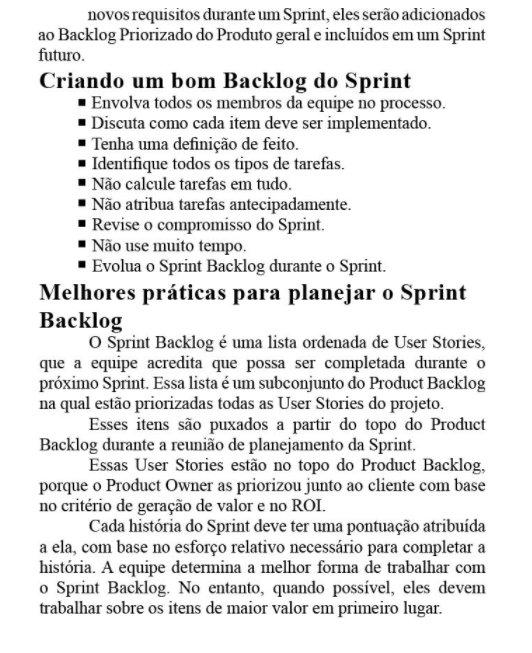 novos requisitos durante um Sprint, eles serão adicionados
ao Backlog Priorizado do Produto geral e incluídos em um Sprint
futuro.
Criando um bom Backlog do Sprint
▪ Envolva todos os membros da equipe no processo.
▪ Discuta como cada item deve ser implementado.
▪ Tenha uma definição de feito.
▪ Identifique todos os tipos de tarefas.
▪ Não calcule tarefas em tudo.
▪ Não atribua tarefas antecipadamente.
▪ Revise o compromisso do Sprint.
▪ Não use muito tempo.
▪ Evolua o Sprint Backlog durante o Sprint.
Melhores práticas para planejar o Sprint
Backlog
O Sprint Backlog é uma lista ordenada de User Stories,
que a equipe acredita que possa ser completada durante o
próximo Sprint. Essa lista é um subconjunto do Product Backlog
na qual estão priorizadas todas as User Stories do projeto.
Esses itens são puxados a partir do topo do Product
Backlog durante a reunião de planejamento da Sprint.
Essas User Stories estão no topo do Product Backlog,
porque o Product Owner as priorizou junto ao cliente com base
no critério de geração de valor e no ROI.
Cada história do Sprint deve ter uma pontuação atribuída
a ela, com base no esforço relativo necessário para completar a
história. A equipe determina a melhor forma de trabalhar com
o Sprint Backlog. No entanto, quando possível, eles devem
trabalhar sobre os itens de maior valor em primeiro lugar.